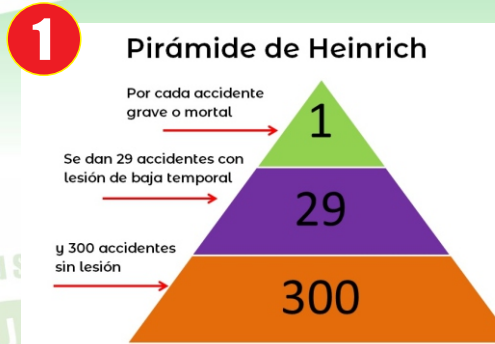 1
Pirámide de Heinrich
Por cada accidente
grave o mortal
1
Se dan 29 accidentes con
lesión de baja temporal
29
y 300 accidentes
sin lesión
300